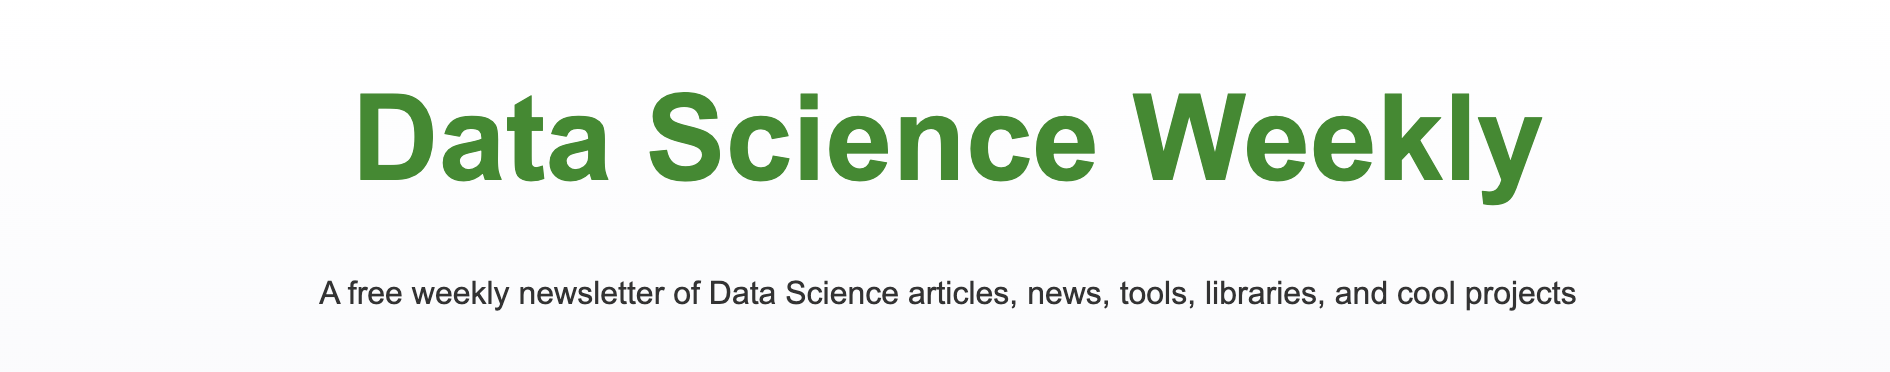 Data Science Weekly
A free weekly newsletter of Data Science articles, news, tools, libraries, and cool projects